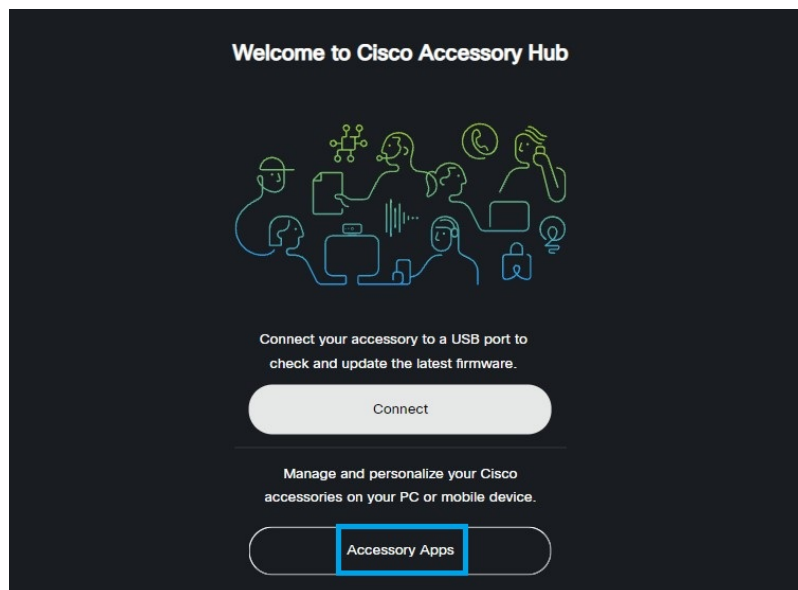 Welcome to Cisco Accessory Hub
Connect your accessory to a USB port to
check and update the latest firmware.
Connect
Manage and personalize your Cisco
accessories on your PC or mobile device.
Accessory Apps